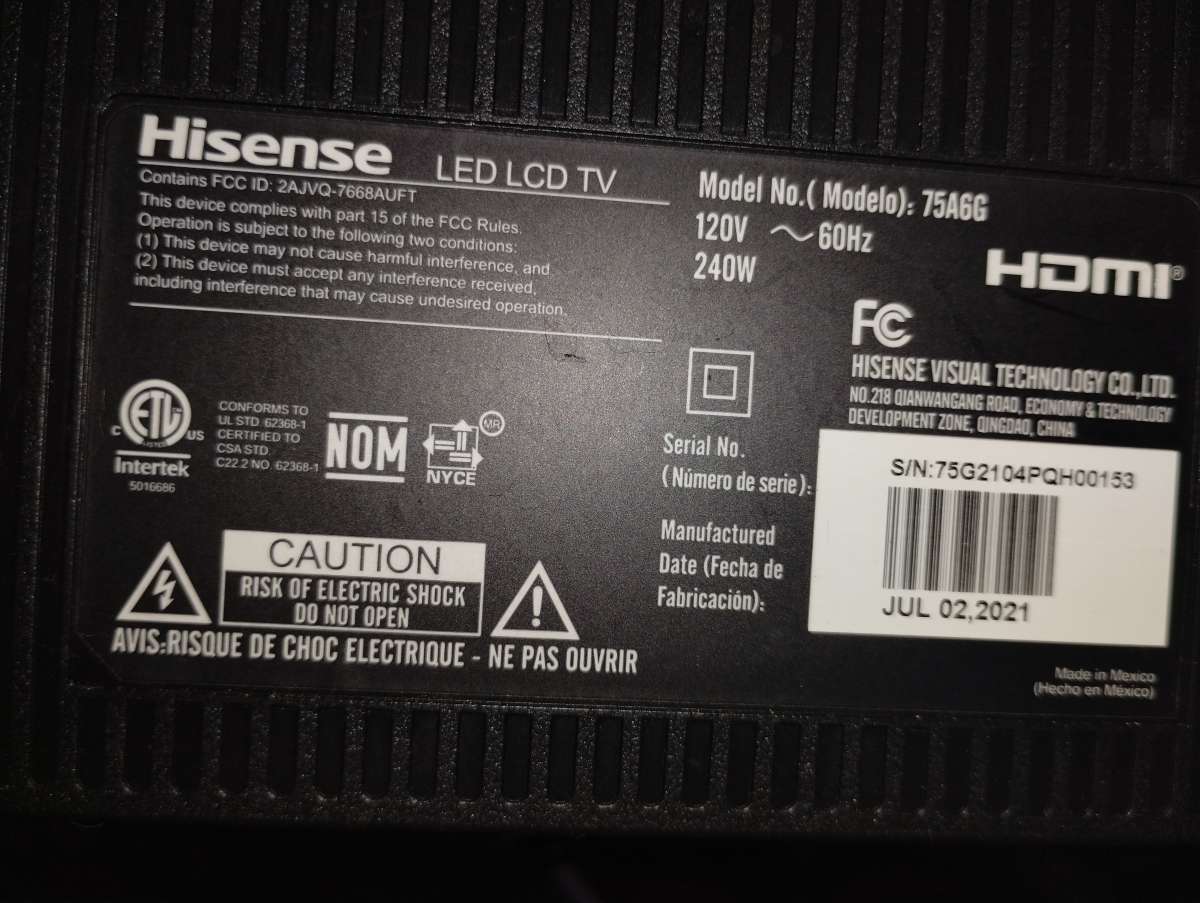 Hisense LED LCD TV
Contains FCC ID: 2AJVQ-7668AUFT
This device complies with part 15 of the FCC Rules.
Operation is subject to the following two conditions:
(1) This device may not cause harmful interference, and
(2) This device must accept any interference received,
including interference that may cause undesired operation.
Model No.( Modelo): 75A6G
120V ~ 60Hz
240W
HDMI®
FC
HISENSE VISUAL TECHNOLOGY CO.,LTD.
NO.218 QIANWANGANG ROAD, ECONOMY & TECHNOLOGY
DEVELOPMENT ZONE, QINGDAO, CHINA
ETL
LISTED
C US
Intertek
5016686
CONFORMS TO
UL STD. 62368-1
CERTIFIED TO
CSA STD.
C22.2 NO. 62368-1
NOM
MR
NYCE
Serial No.
(Número de serie):
S/N:75G2104PQH00153
Manufactured
Date (Fecha de
Fabricación):
JUL 02,2021
CAUTION
RISK OF ELECTRIC SHOCK
DO NOT OPEN
AVIS:RISQUE DE CHOC ELECTRIQUE - NE PAS OUVRIR
Made in Mexico
(Hecho en México)